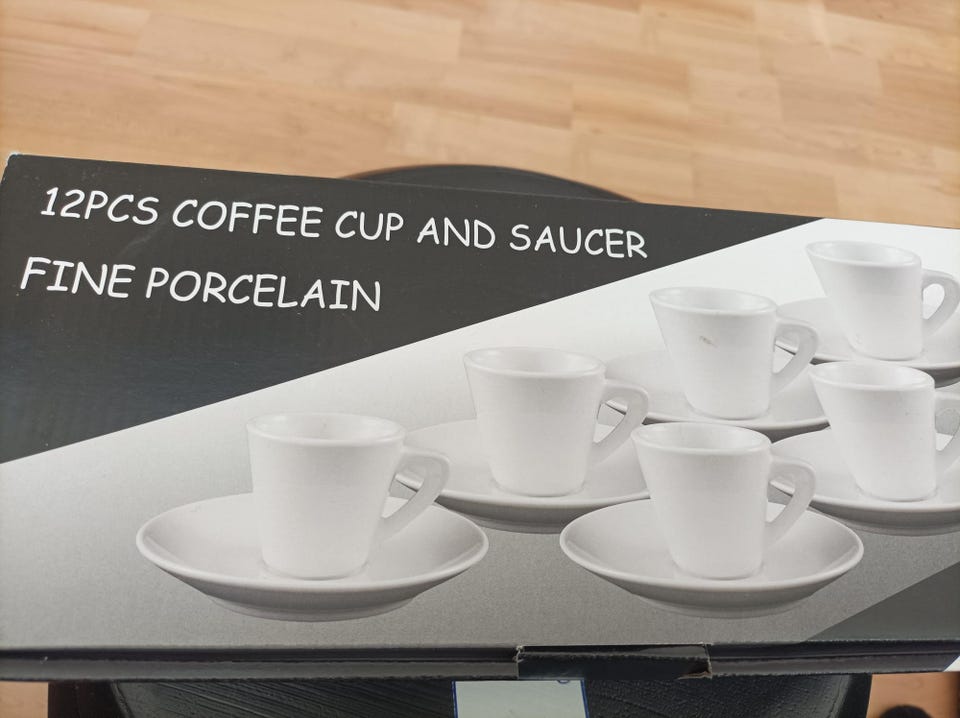 12PCS COFFEE CUP AND SAUCER
FINE PORCELAIN